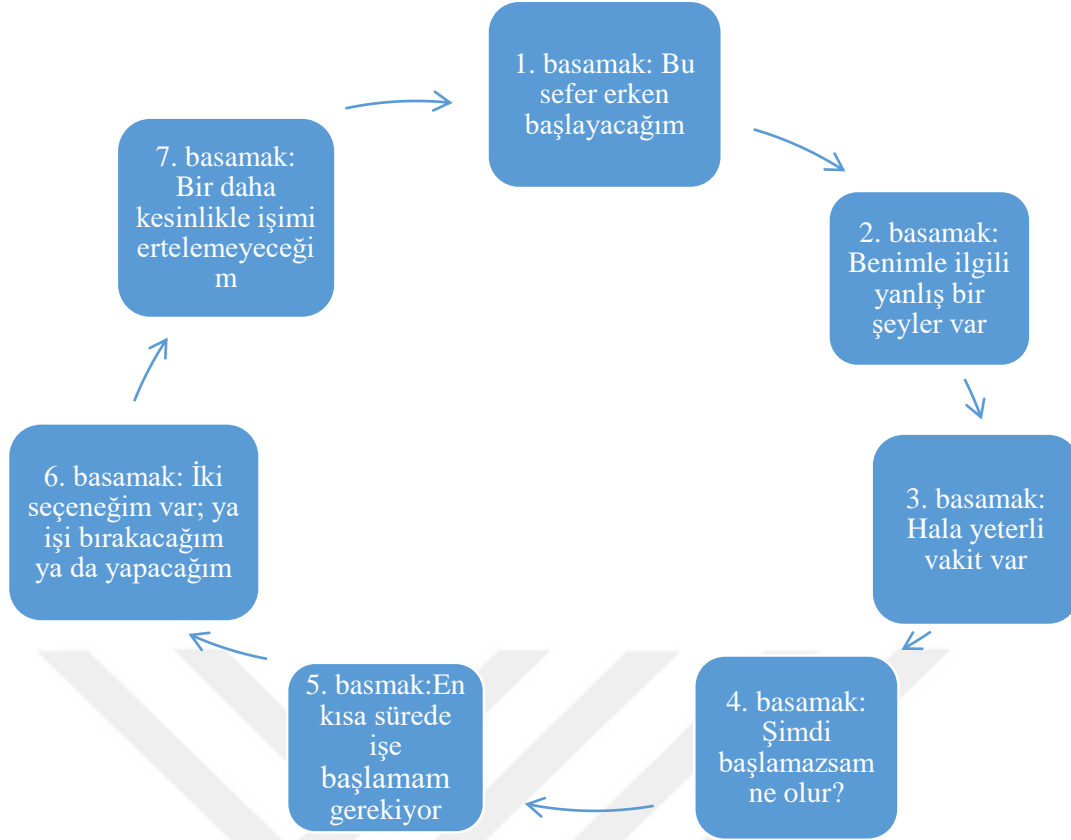 1. basamak: Bu
sefer erken
başlayacağım
2. basamak:
Benimle ilgili
yanlış bir
şeyler var
3. basamak:
Hala yeterli
vakit var
4. basamak:
Şimdi
başlamazsam
ne olur?
5. basmak:En
kısa sürede
işe
başlamam
gerekiyor
6. basamak: İki
seçeneğim var; ya
işi bırakacağım
ya da yapacağım
7. basamak:
Bir daha
kesinlikle işimi
ertelemeyeceği
m